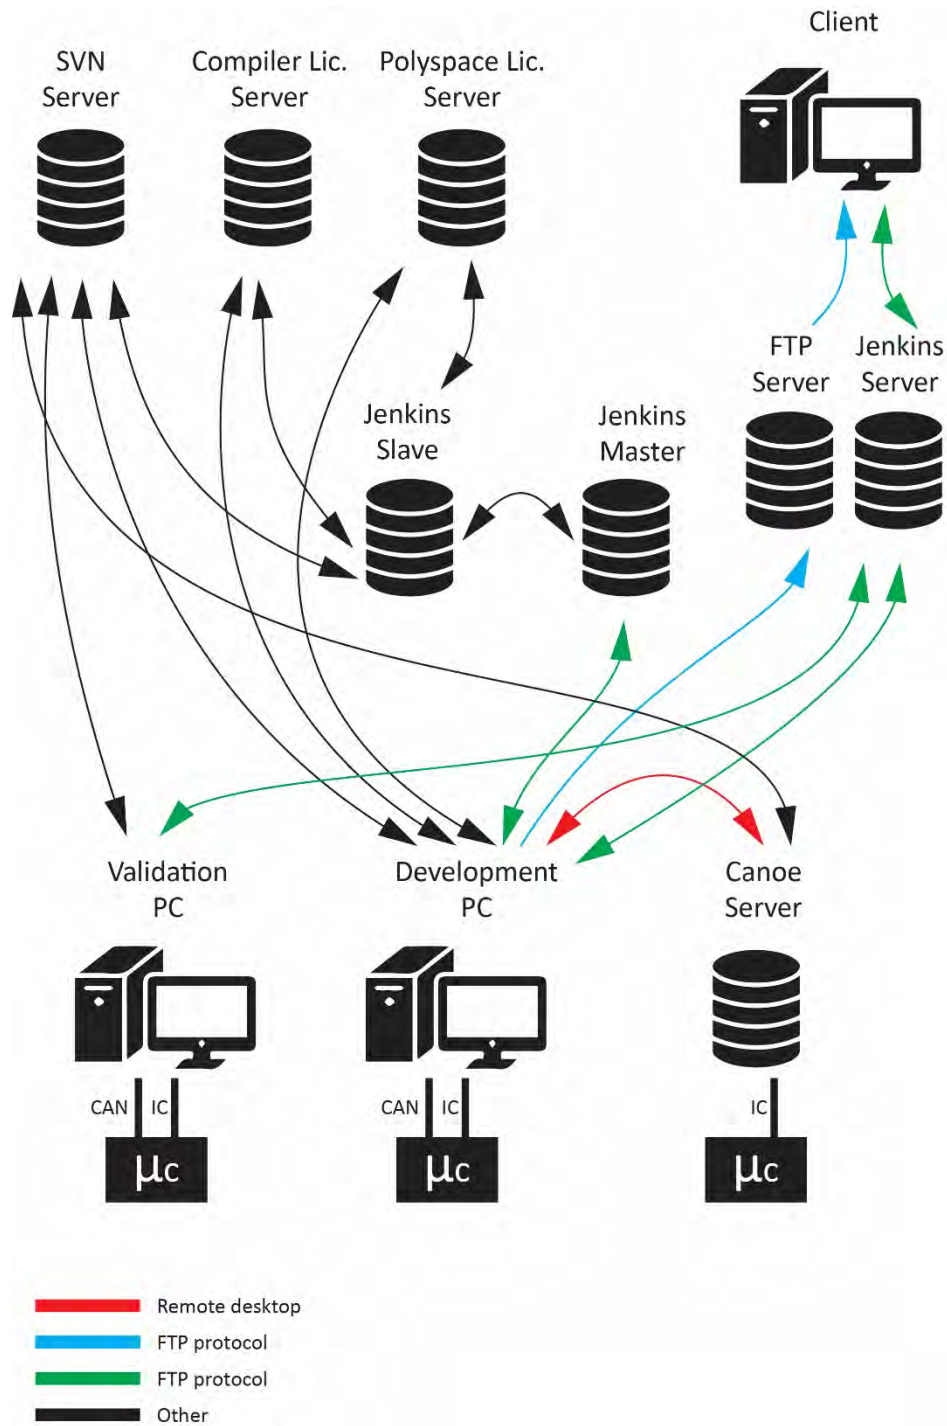 Client
SVN
Server
Compiler Lic.
Server
Polyspace Lic.
Server
FTP
Server
Jenkins
Server
Jenkins
Slave
Jenkins
Master
Validation
PC
Development
PC
Canoe
Server
CAN
IC
CAN
IC
IC
µc
µc
µc
Remote desktop
FTP protocol
FTP protocol
Other